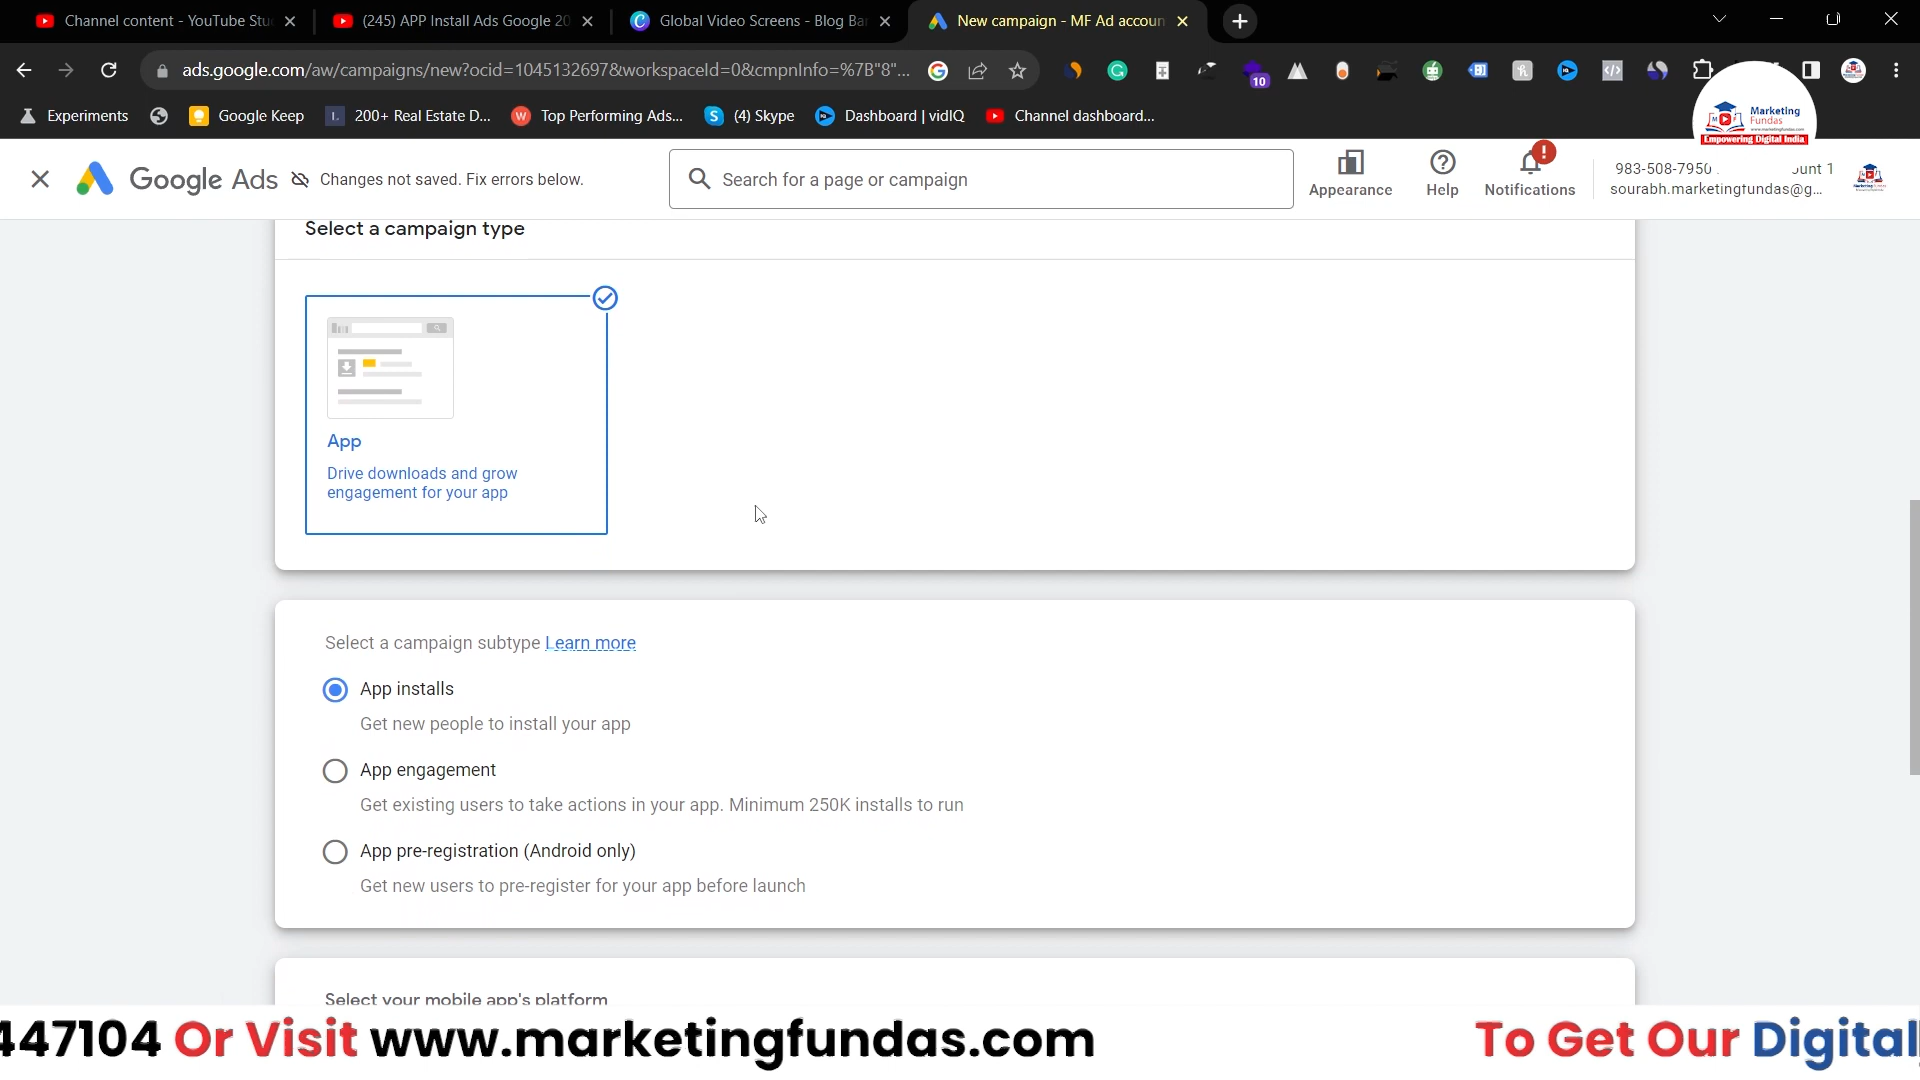 Channel content - YouTube Stu
(245) APP Install Ads Google 20
Global Video Screens - Blog Ba
New campaign - MF Ad accoun
ads.google.com/aw/campaigns/new?ocid=1045132697&workspaceId=0&cmpnInfo=%7B"8"...
10
Experiments
Google Keep
200+ Real Estate D...
Top Performing Ads...
(4) Skype
Dashboard | vidIQ
Channel dashboard...
Marketing
Fundas
www.marketingfundas.com
Empowering Digital India
Google Ads
Changes not saved. Fix errors below.
Search for a page or campaign
Appearance
Help
Notifications
983-508-7950
unt 1
sourabh.marketingfundas@g...
Select a campaign type
App
Drive downloads and grow
engagement for your app
Select a campaign subtype Learn more
App installs
Get new people to install your app
App engagement
Get existing users to take actions in your app. Minimum 250K installs to run
App pre-registration (Android only)
Get new users to pre-register for your app before launch
Select your mobile app's platform
447104 Or Visit www.marketingfundas.com
To Get Our Digital